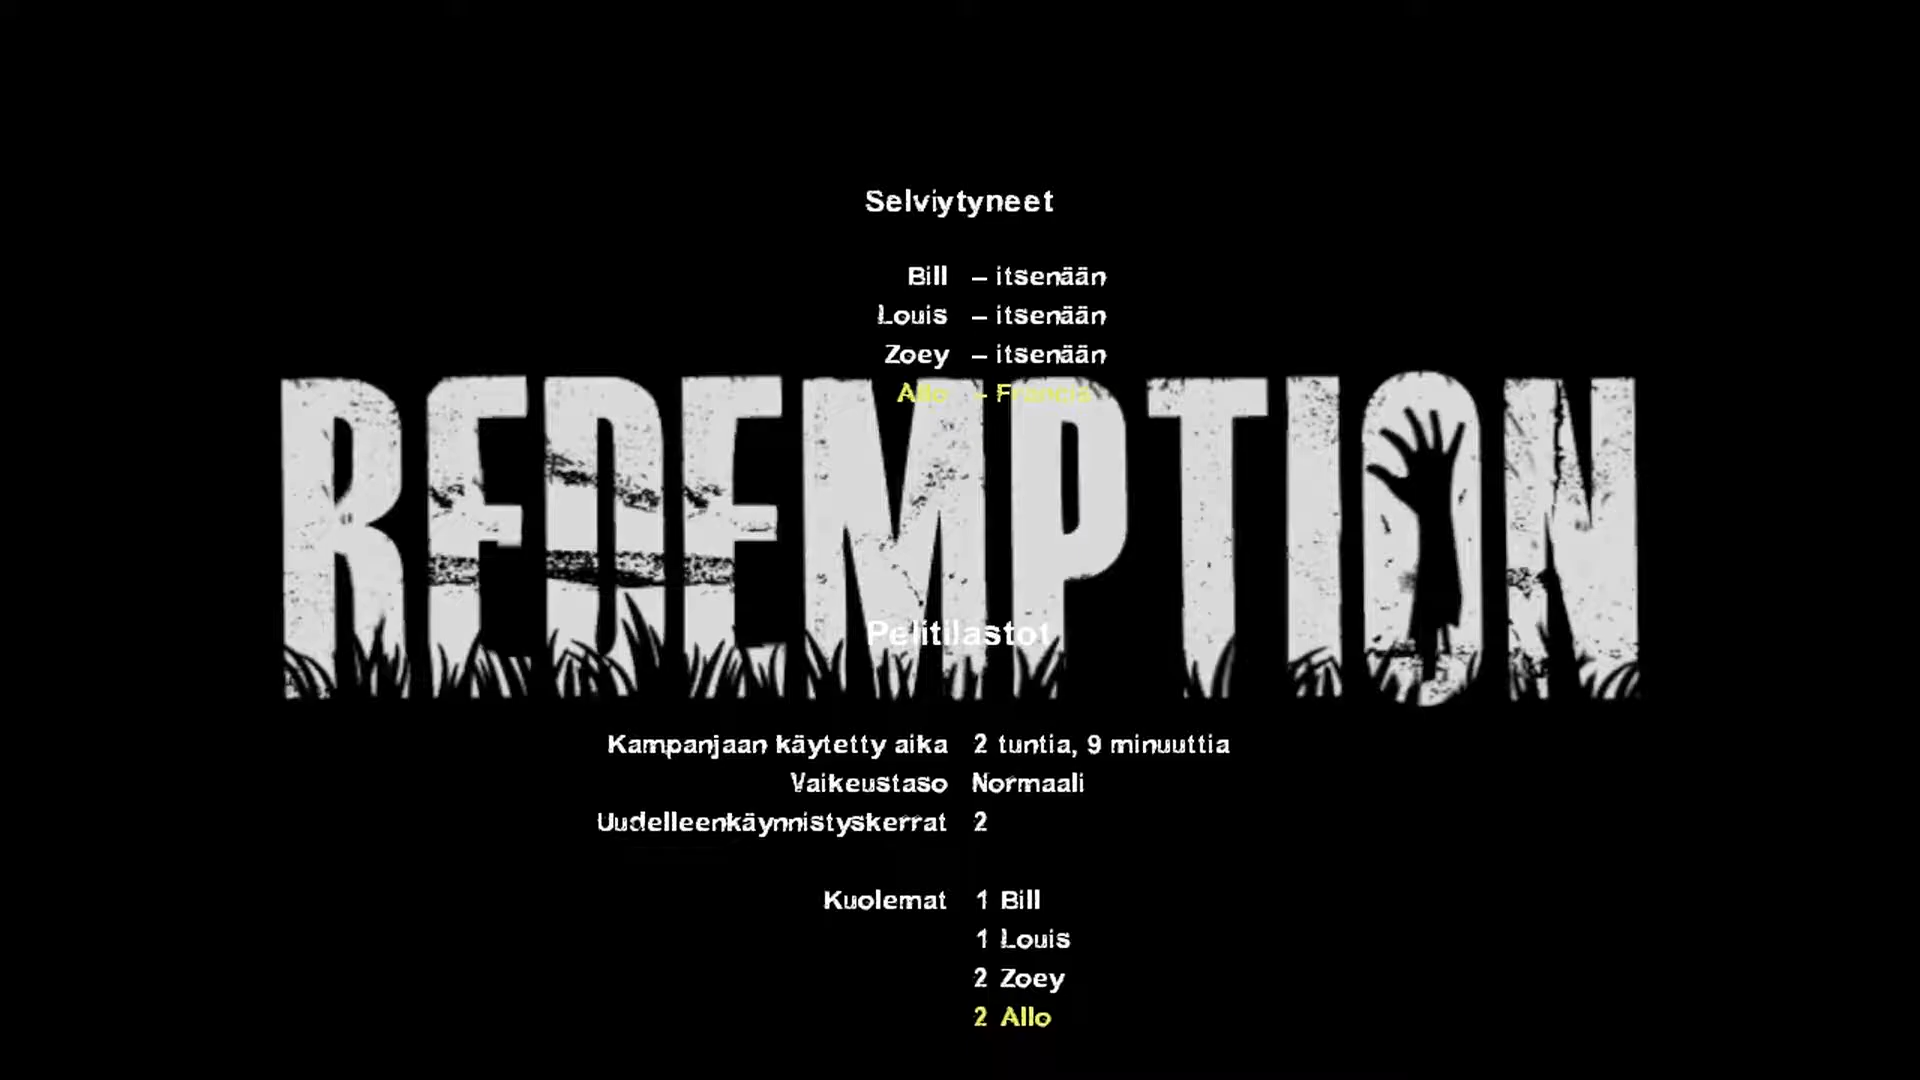 Selviytyneet
Bill – itsenään
Louis – itsenään
Zoey – itsenään
Allo – Francis
REDEMPTION
Pelitilastot
Kampanjaan käytetty aika 2 tuntia, 9 minuuttia
Vaikeustaso Normaali
Uudelleenkäynnistyskerrat 2
Kuolemat 1 Bill
1 Louis
2 Zoey
2 Allo